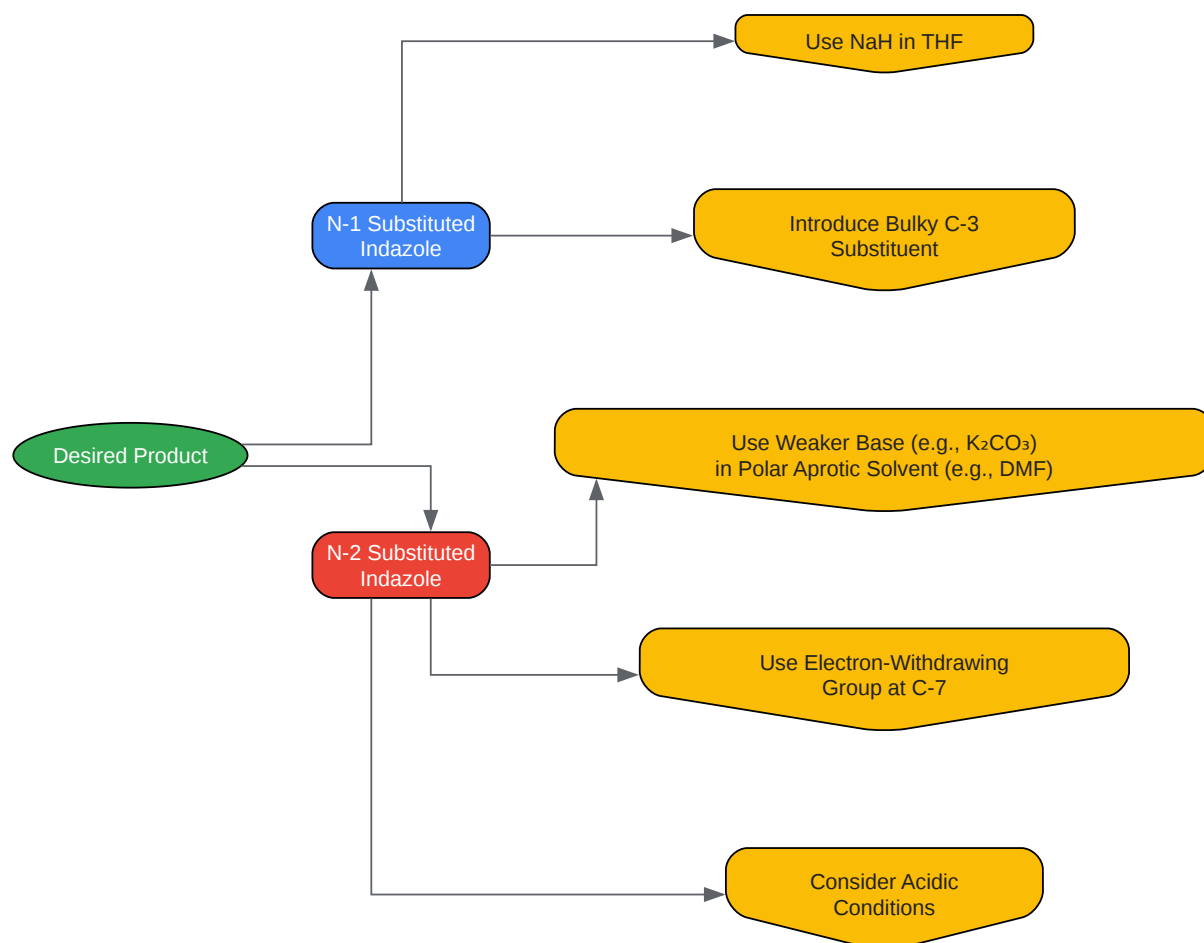 Use NaH in THF
N-1 Substituted
Indazole
Introduce Bulky C-3
Substituent
Desired Product
Use Weaker Base (e.g., K₂CO₃)
in Polar Aprotic Solvent (e.g., DMF)
N-2 Substituted
Indazole
Use Electron-Withdrawing
Group at C-7
Consider Acidic
Conditions